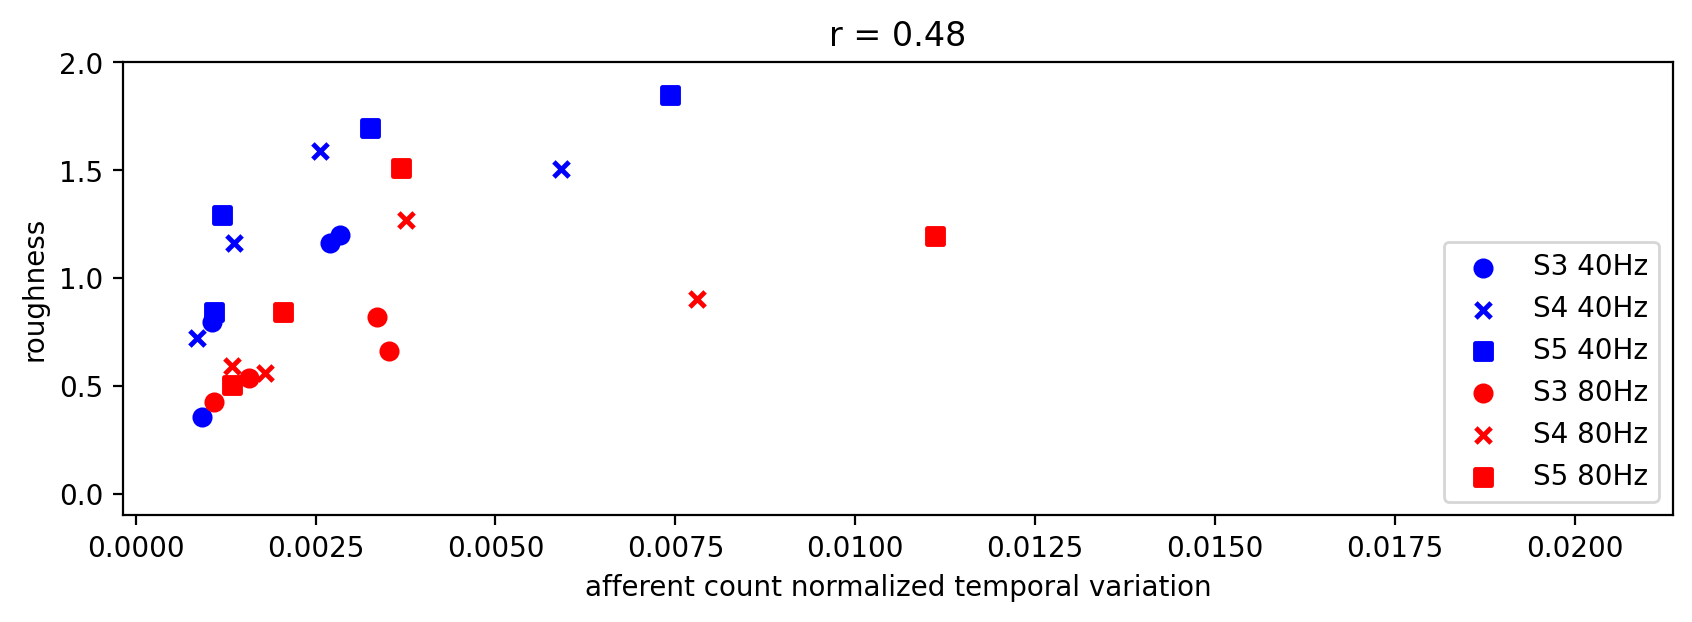 r = 0.48
2.0
1.5
1.0
0.5
0.0
roughness
S3 40Hz
S4 40Hz
S5 40Hz
S3 80Hz
S4 80Hz
S5 80Hz
0.0000 0.0025 0.0050 0.0075 0.0100 0.0125 0.0150 0.0175 0.0200
afferent count normalized temporal variation